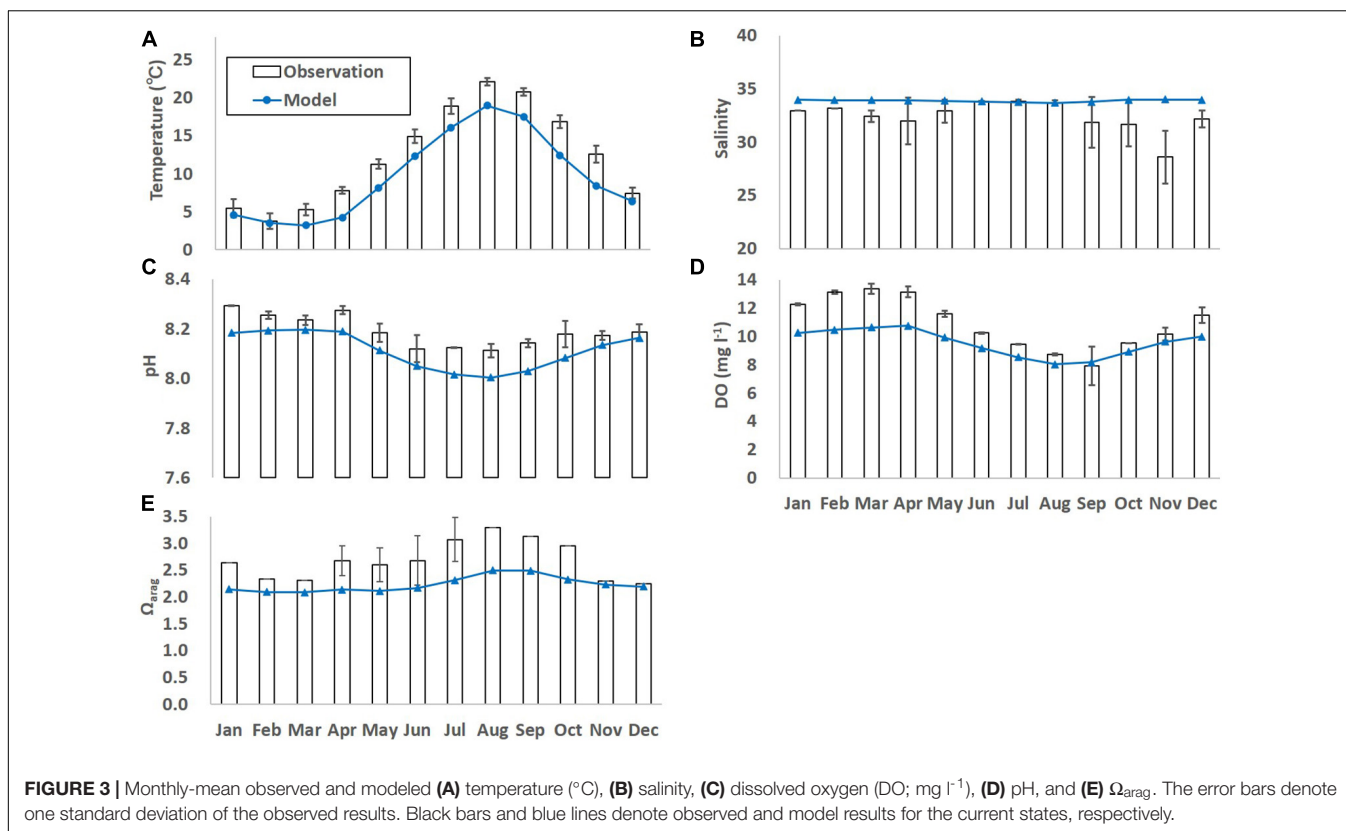 A
Temperature (°C)
25
20
15
10
5
0
Observation
Model
B
Salinity
40
35
30
25
20
C
pH
8.4
8.2
8.0
7.8
7.6
D
DO (mg l-1)
14
12
10
8
6
4
2
0
Jan Feb Mar Apr May Jun Jul Aug Sep Oct Nov Dec
E
Ωarag
3.5
3.0
2.5
2.0
1.5
1.0
0.5
0.0
Jan Feb Mar Apr May Jun Jul Aug Sep Oct Nov Dec
FIGURE 3 | Monthly-mean observed and modeled (A) temperature (°C), (B) salinity, (C) dissolved oxygen (DO; mg l-1), (D) pH, and (E) Ωarag. The error bars denote
one standard deviation of the observed results. Black bars and blue lines denote observed and model results for the current states, respectively.